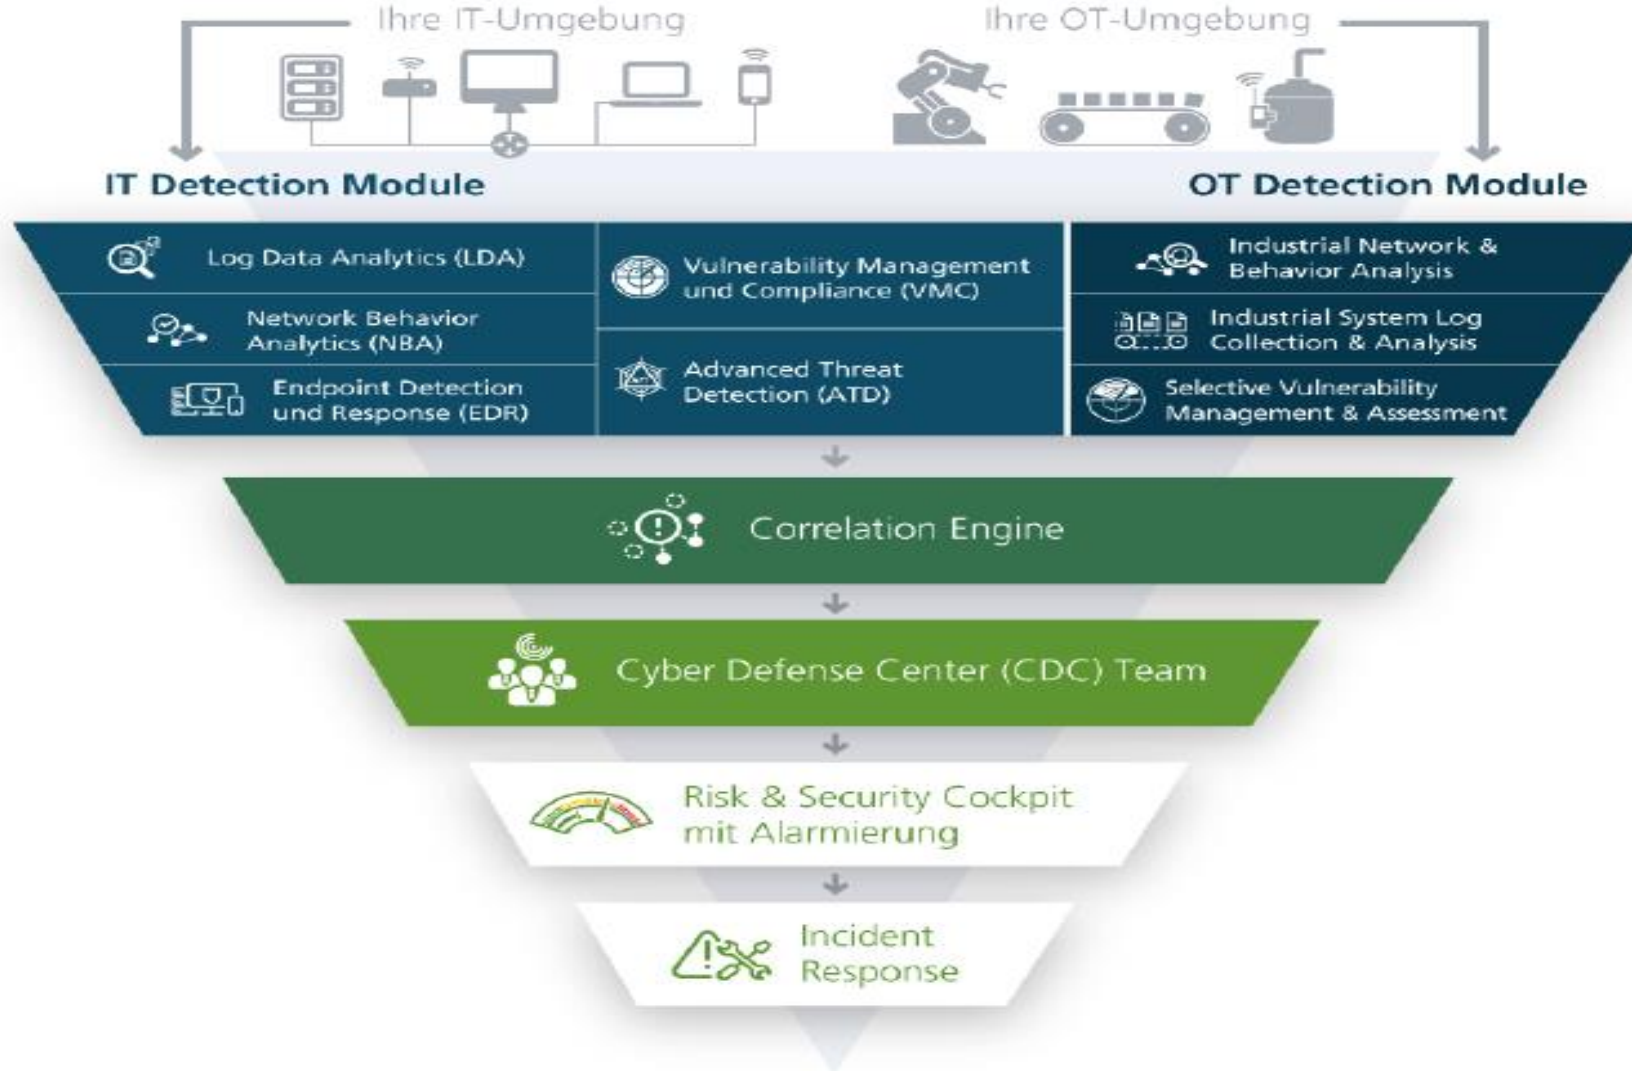 Ihre IT-Umgebung
Ihre OT-Umgebung
IT Detection Module
OT Detection Module
Log Data Analytics (LDA)
Network Behavior
Analytics (NBA)
Endpoint Detection
und Response (EDR)
Vulnerability Management
und Compliance (VMC)
Advanced Threat
Detection (ATD)
Industrial Network &
Behavior Analysis
Industrial System Log
Collection & Analysis
Selective Vulnerability
Management & Assessment
Correlation Engine
Cyber Defense Center (CDC) Team
Risk & Security Cockpit
mit Alarmierung
Incident
Response